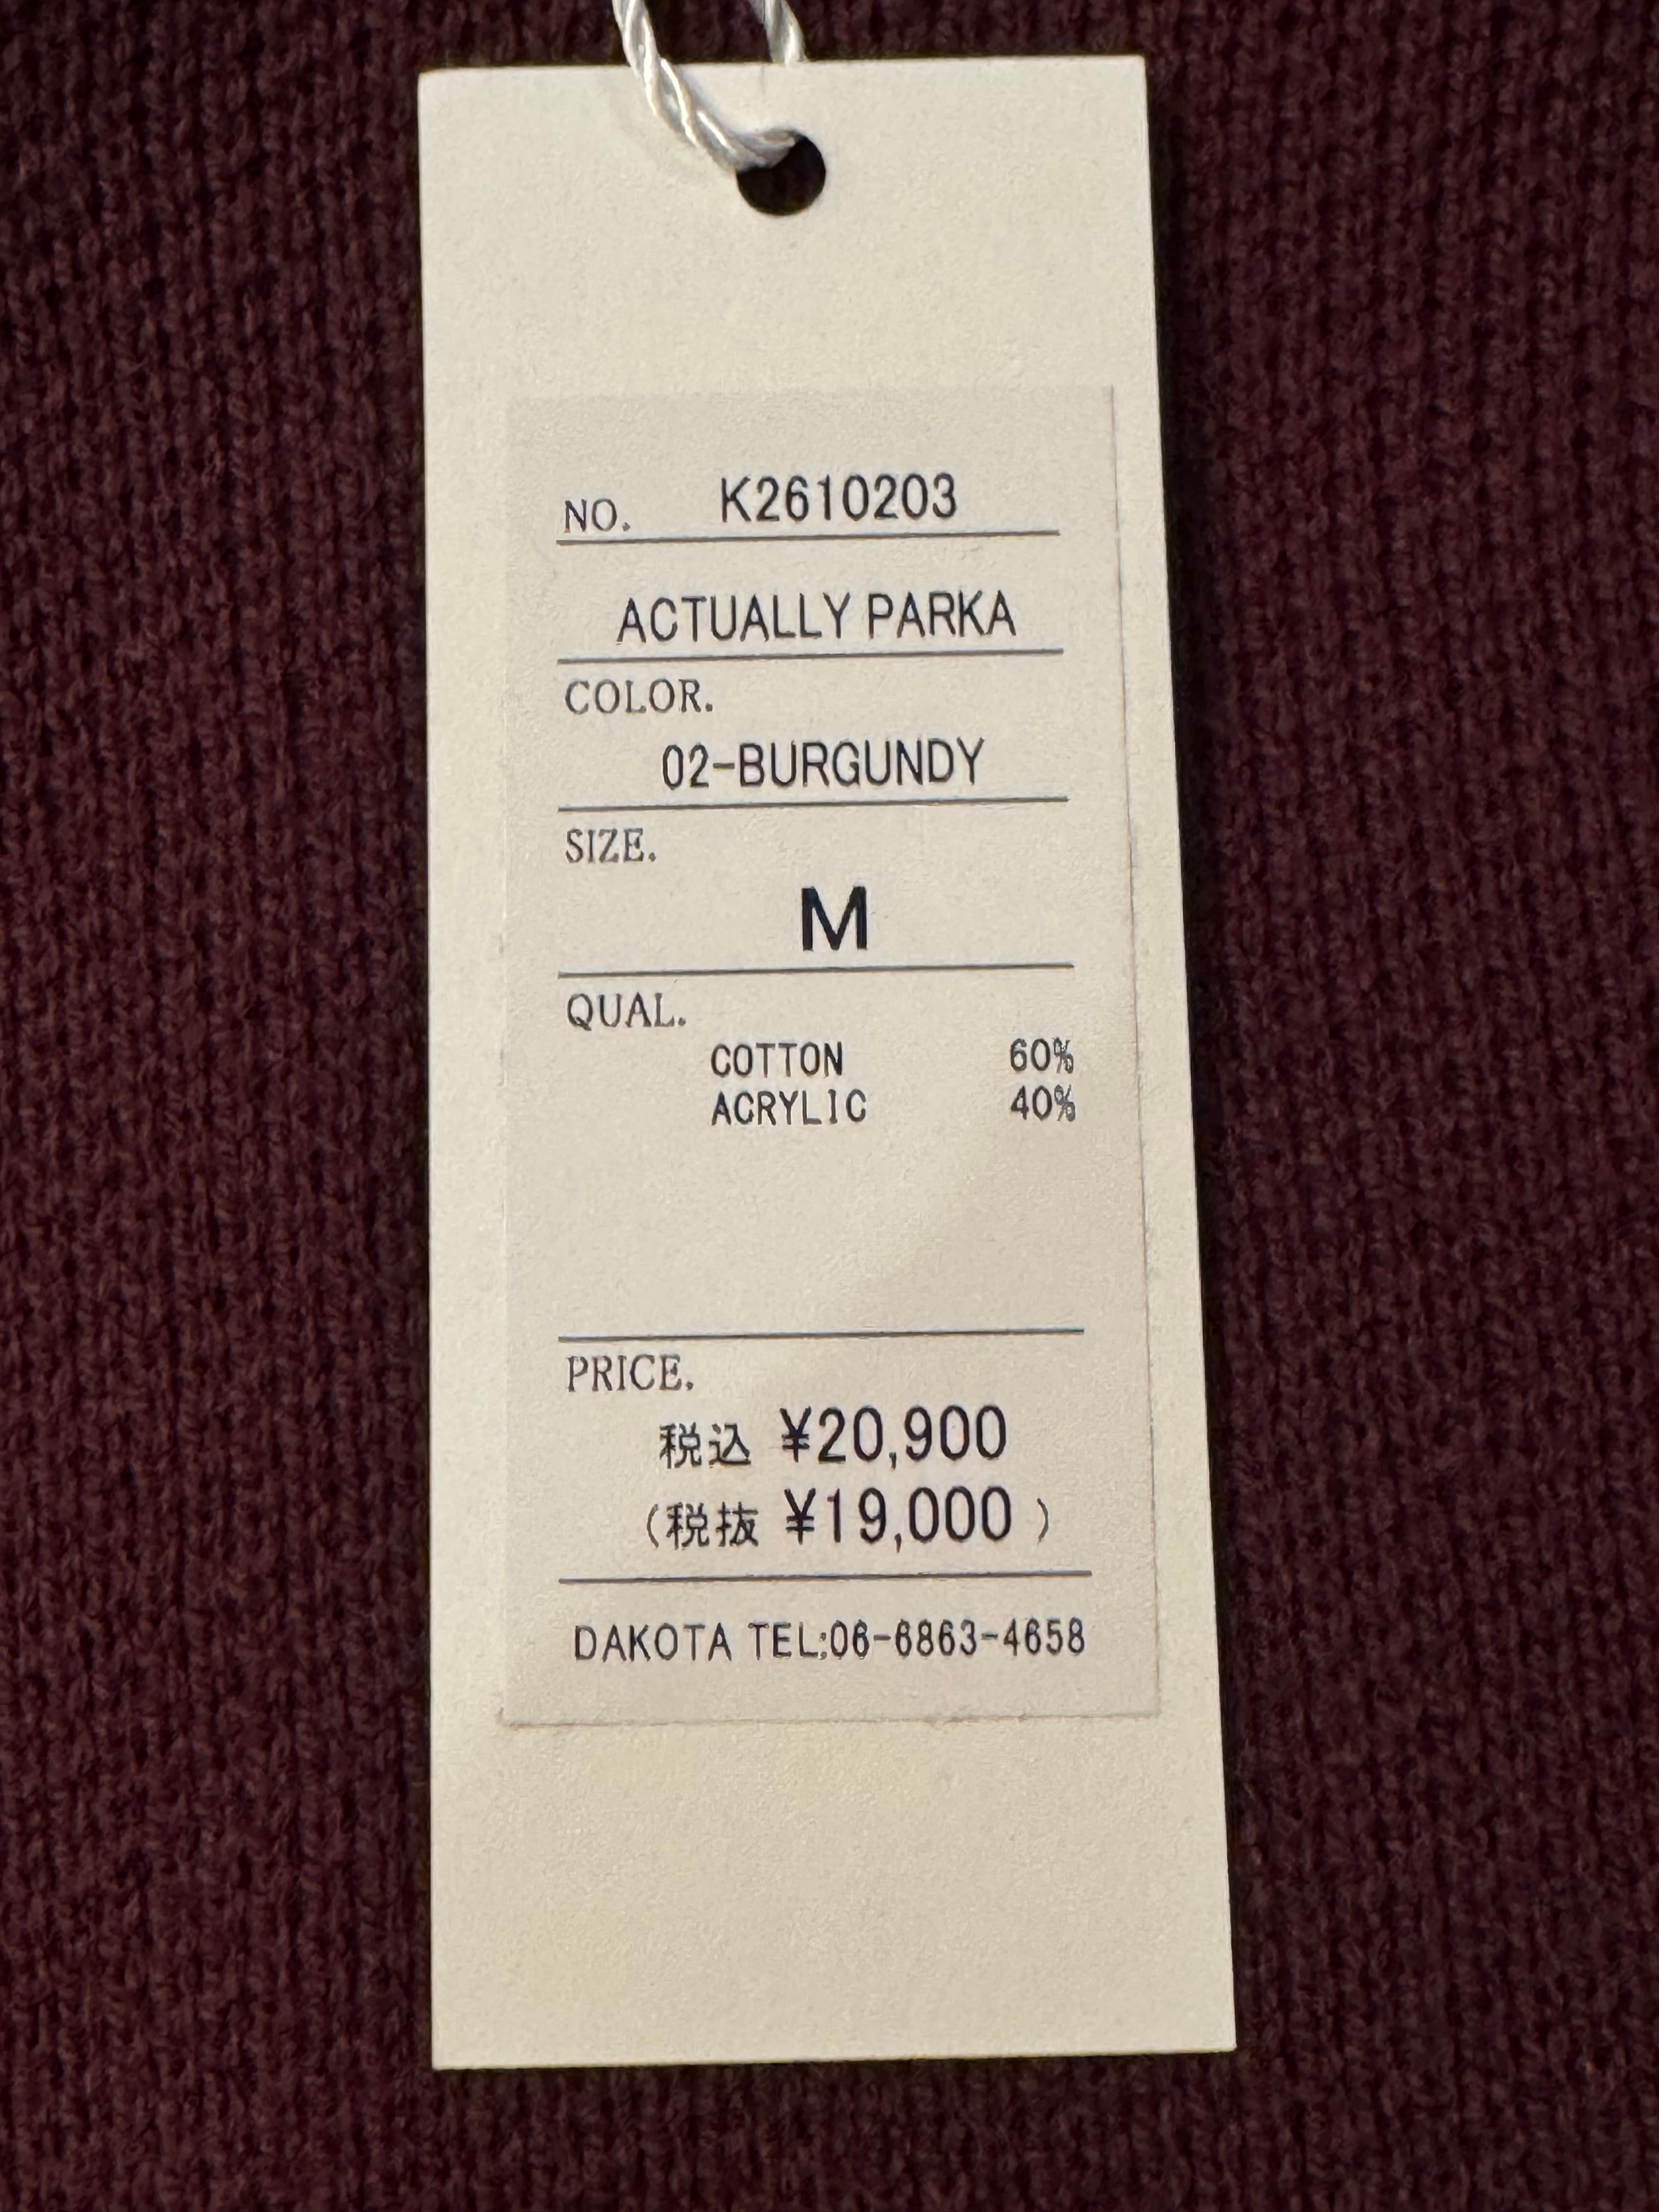 NO. K2610203
ACTUALLY PARKA
COLOR.
02-BURGUNDY
SIZE.
M
QUAL.
COTTON 60%
ACRYLIC 40%
PRICE.
税込 ¥20,900
(税抜 ¥19,000 )
DAKOTA TEL:06-6863-4658